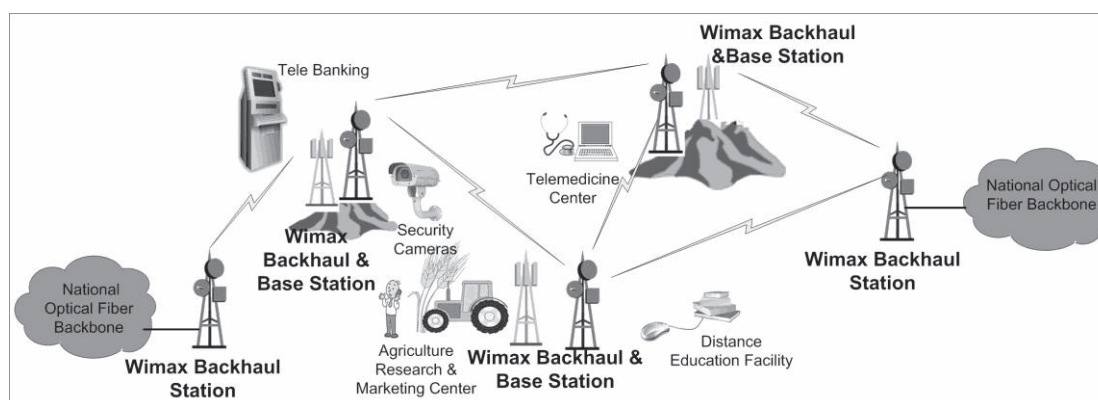 Wimax Backhaul
&Base Station
Tele Banking
Telemedicine
Center
National Optical
Fiber Backbone
Security
Cameras
Wimax
Backhaul &
Base Station
Wimax Backhaul
Station
National
Optical Fiber
Backbone
Wimax Backhaul
Station
Agriculture
Research &
Marketing Center
Wimax Backhaul &
Base Station
Distance
Education Facility